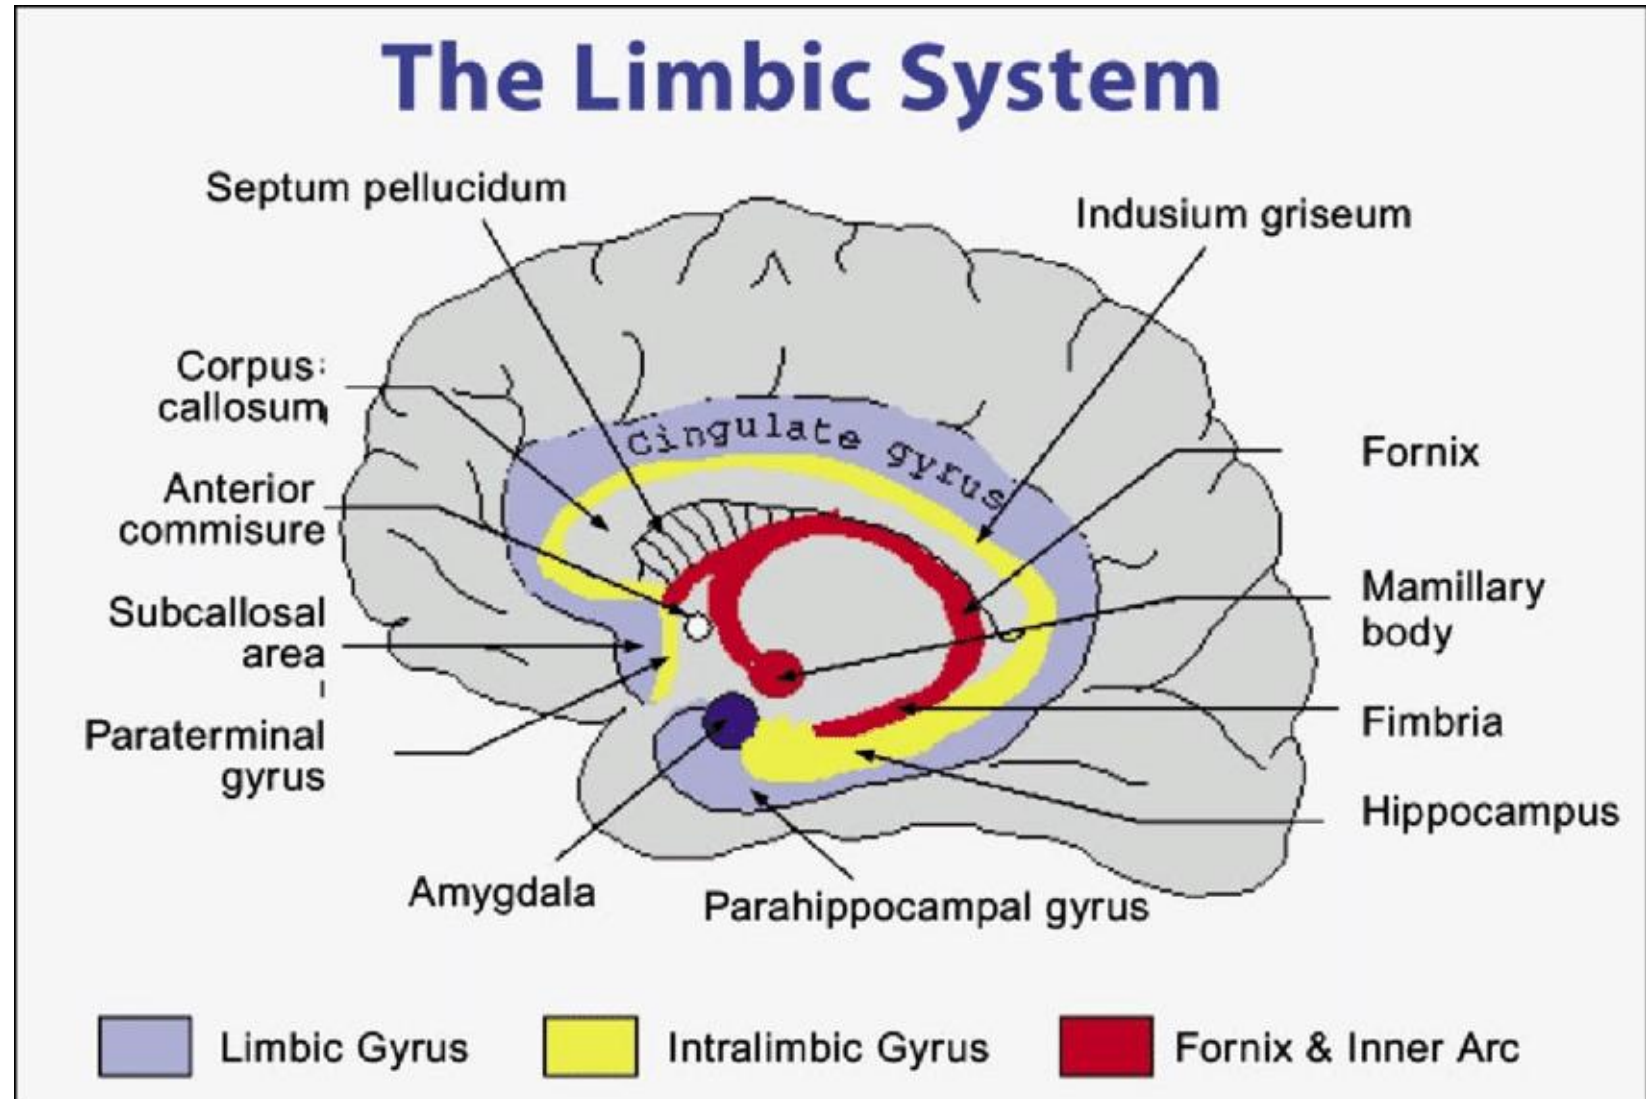 The Limbic System
Septum pellucidum
Indusium griseum
Corpus:
callosum
Cingulate gyrus
Fornix
Anterior
commisure
Mamillary
body
Subcallosal
area
Fimbria
Paraterminal
gyrus
Hippocampus
Amygdala
Parahippocampal gyrus
Limbic Gyrus
Intralimbic Gyrus
Fornix & Inner Arc